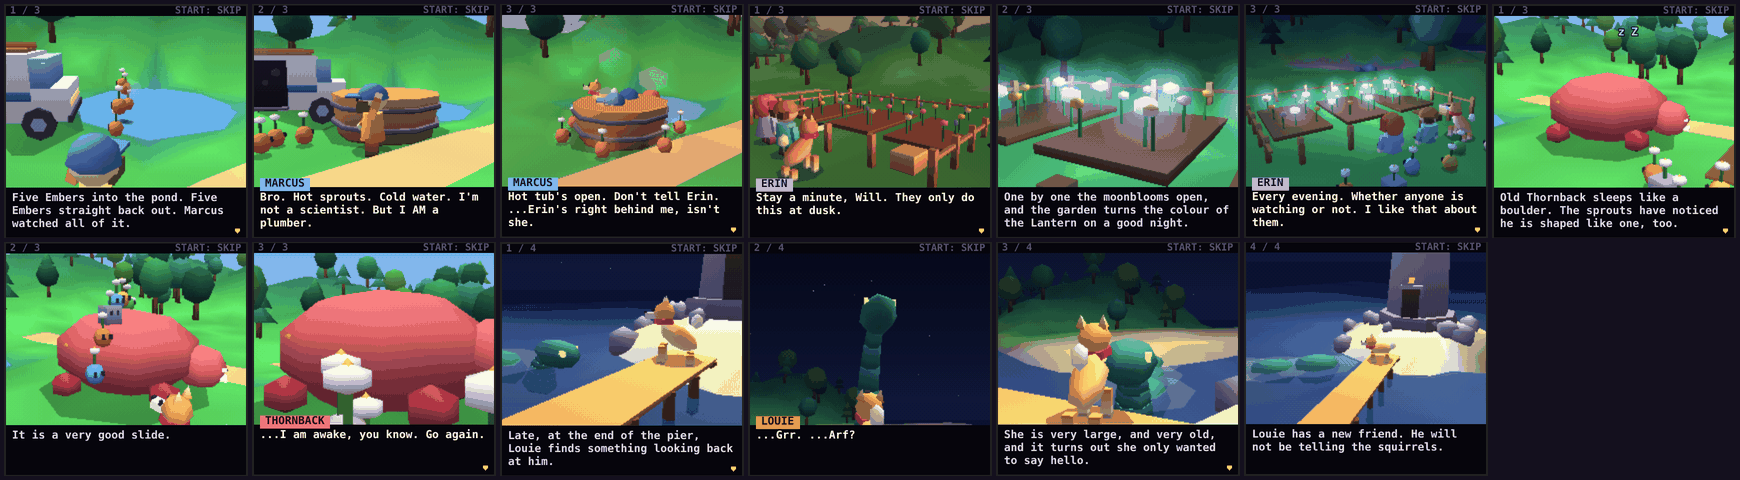 1 / 3 START: SKIP
Five Embers into the pond. Five
Embers straight back out. Marcus
watched all of it.
2 / 3 START: SKIP
MARCUS
Bro. Hot sprouts. Cold water. I'm
not a scientist. But I AM a
plumber.
3 / 3 START: SKIP
MARCUS
Hot tub's open. Don't tell Erin.
...Erin's right behind me, isn't
she.
1 / 3 START: SKIP
ERIN
Stay a minute, Will. They only do
this at dusk.
2 / 3 START: SKIP
One by one the moonblooms open,
and the garden turns the colour of
the Lantern on a good night.
3 / 3 START: SKIP
ERIN
Every evening. Whether anyone is
watching or not. I like that about
them.
1 / 3 START: SKIP
z Z
Old Thornback sleeps like a
boulder. The sprouts have noticed
he is shaped like one, too.
2 / 3 START: SKIP
It is a very good slide.
3 / 3 START: SKIP
THORNBACK
...I am awake, you know. Go again.
1 / 4 START: SKIP
Late, at the end of the pier,
Louie finds something looking back
at him.
2 / 4 START: SKIP
LOUIE
...Grr. ...Arf?
3 / 4 START: SKIP
She is very large, and very old,
and it turns out she only wanted
to say hello.
4 / 4 START: SKIP
Louie has a new friend. He will
not be telling the squirrels.